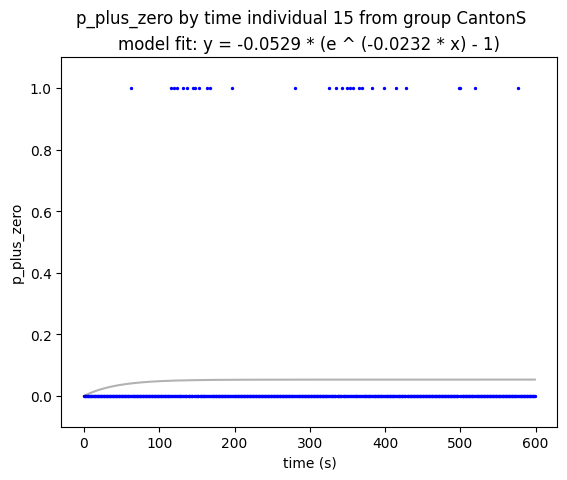 p_plus_zero by time individual 15 from group CantonS
model fit: y = -0.0529 * (e ^ (-0.0232 * x) - 1)
1.0
0.8
0.6
0.4
0.2
0.0
p_plus_zero
0 100 200 300 400 500 600
time (s)